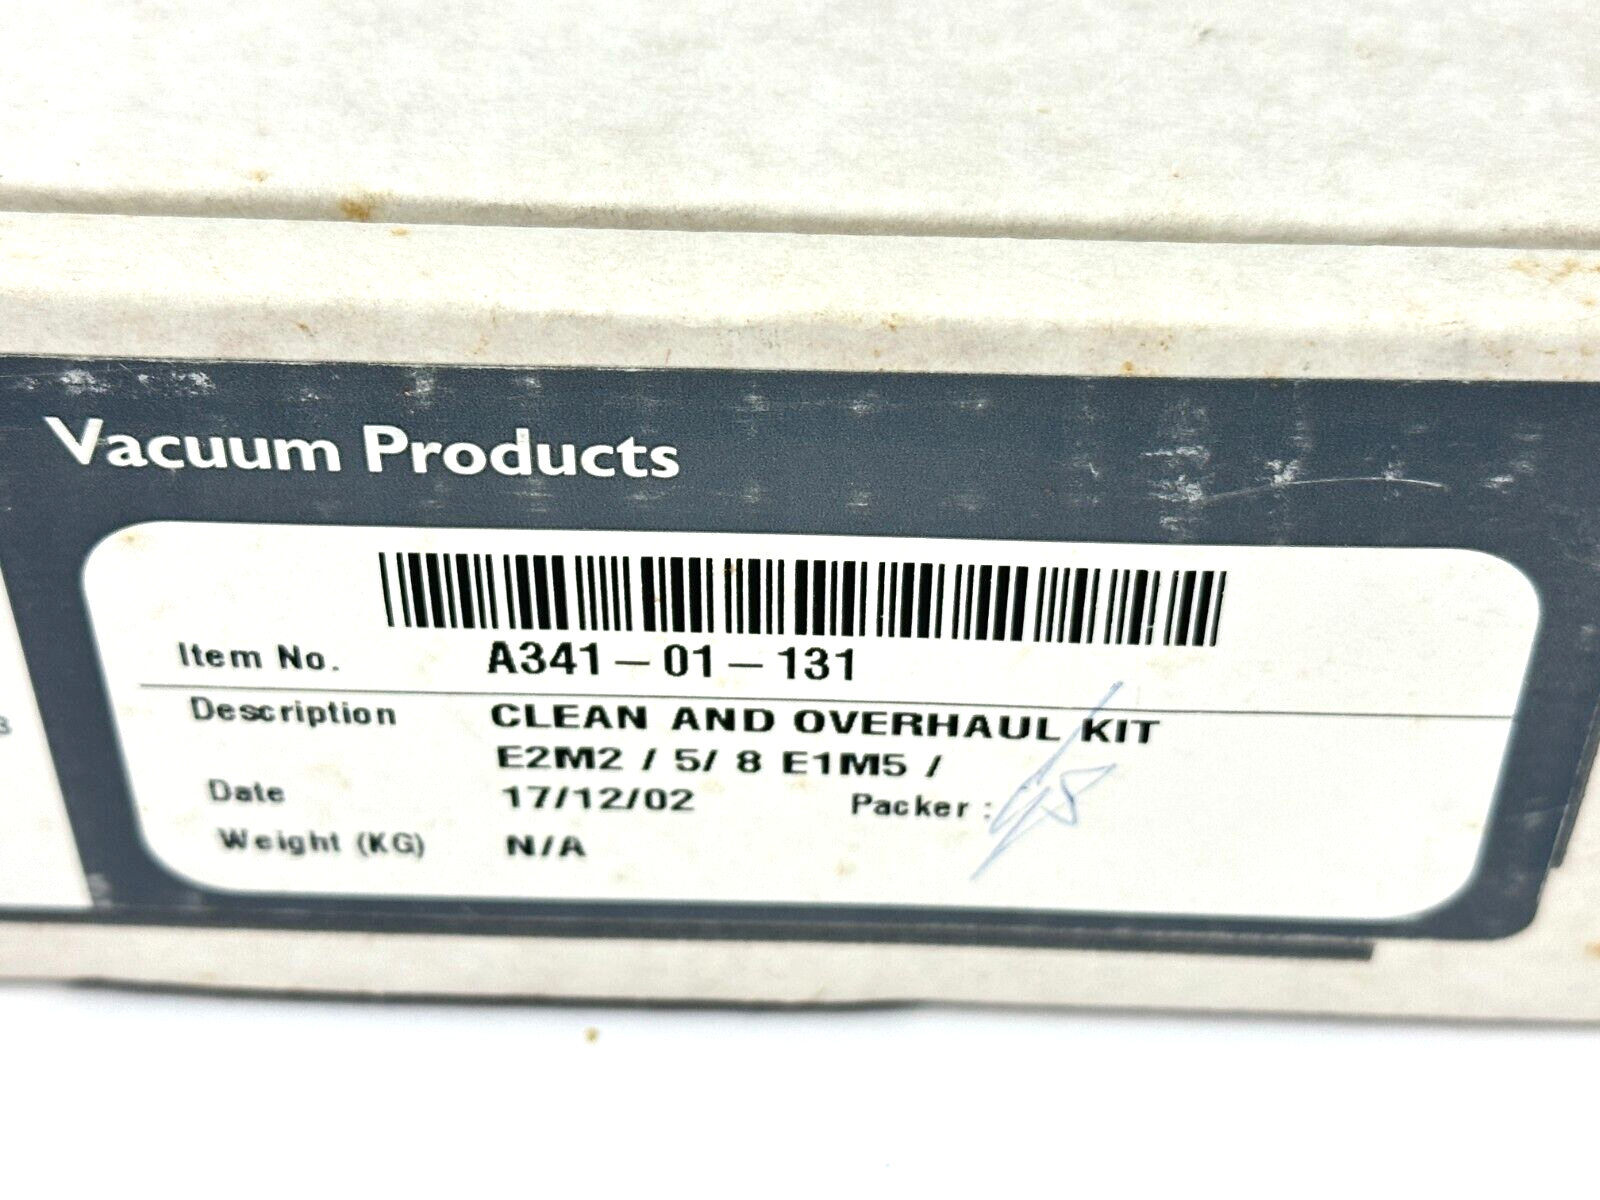 Vacuum Products
Item No. A341-01-131
Description CLEAN AND OVERHAUL KIT
E2M2 / 5/ 8 E1M5 /
Date 17/12/02 Packer :
Weight (KG) N/A